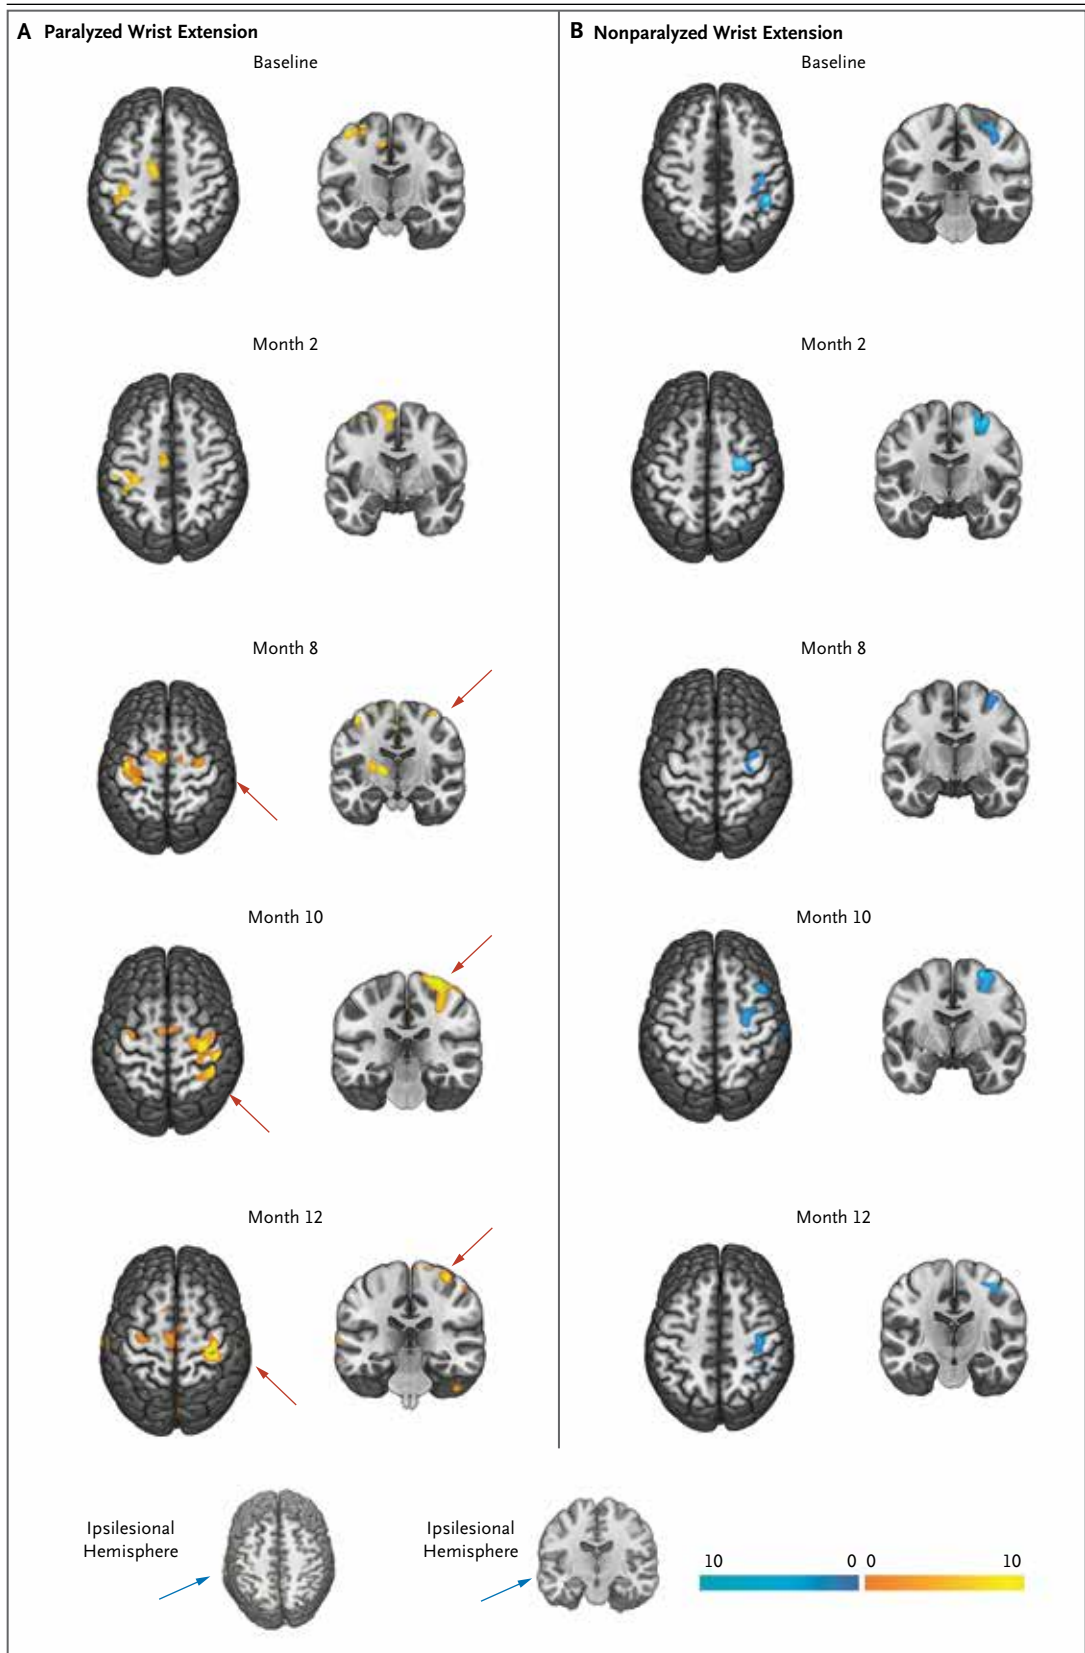 A Paralyzed Wrist Extension
Baseline
Month 2
Month 8
Month 10
Month 12
B Nonparalyzed Wrist Extension
Baseline
Month 2
Month 8
Month 10
Month 12
Ipsilesional
Hemisphere
Ipsilesional
Hemisphere
10 0 0 10